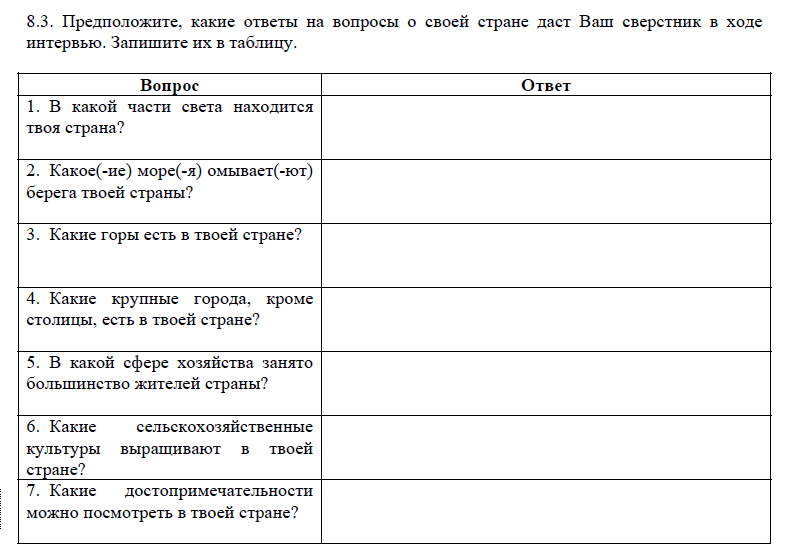 8.3. Предположите, какие ответы на вопросы о своей стране даст Ваш сверстник в ходе
интервью. Запишите их в таблицу.
Вопрос
Ответ
1. В какой части света находится
твоя страна?
2. Какое(-ие) море(-я) омывает(-ют)
берега твоей страны?
3. Какие горы есть в твоей стране?
4. Какие крупные города, кроме
столицы, есть в твоей стране?
5. В какой сфере хозяйства занято
большинство жителей страны?
6. Какие сельскохозяйственные
культуры выращивают в твоей
стране?
7. Какие достопримечательности
можно посмотреть в твоей стране?